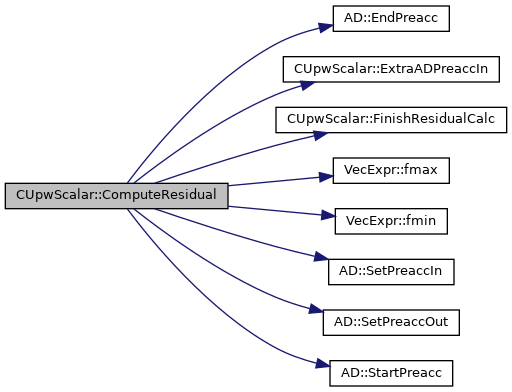 AD::EndPreacc
CUpwScalar::ExtraADPreaccIn
CUpwScalar::FinishResidualCalc
VecExpr::fmax
CUpwScalar::ComputeResidual
VecExpr::fmin
AD::SetPreaccIn
AD::SetPreaccOut
AD::StartPreacc